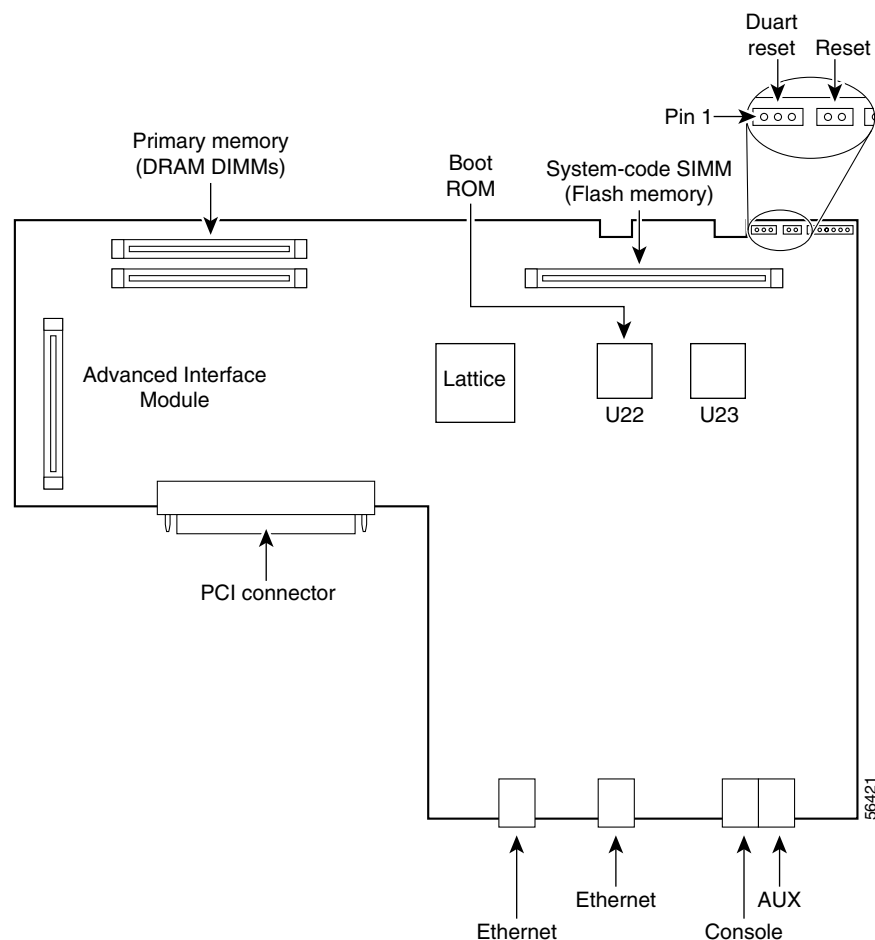 Duart
reset
Reset
Pin 1
Primary memory
(DRAM DIMMs)
Boot
ROM
System-code SIMM
(Flash memory)
Advanced Interface
Module
Lattice
U22
U23
PCI connector
56421
Ethernet
Ethernet
Console
AUX